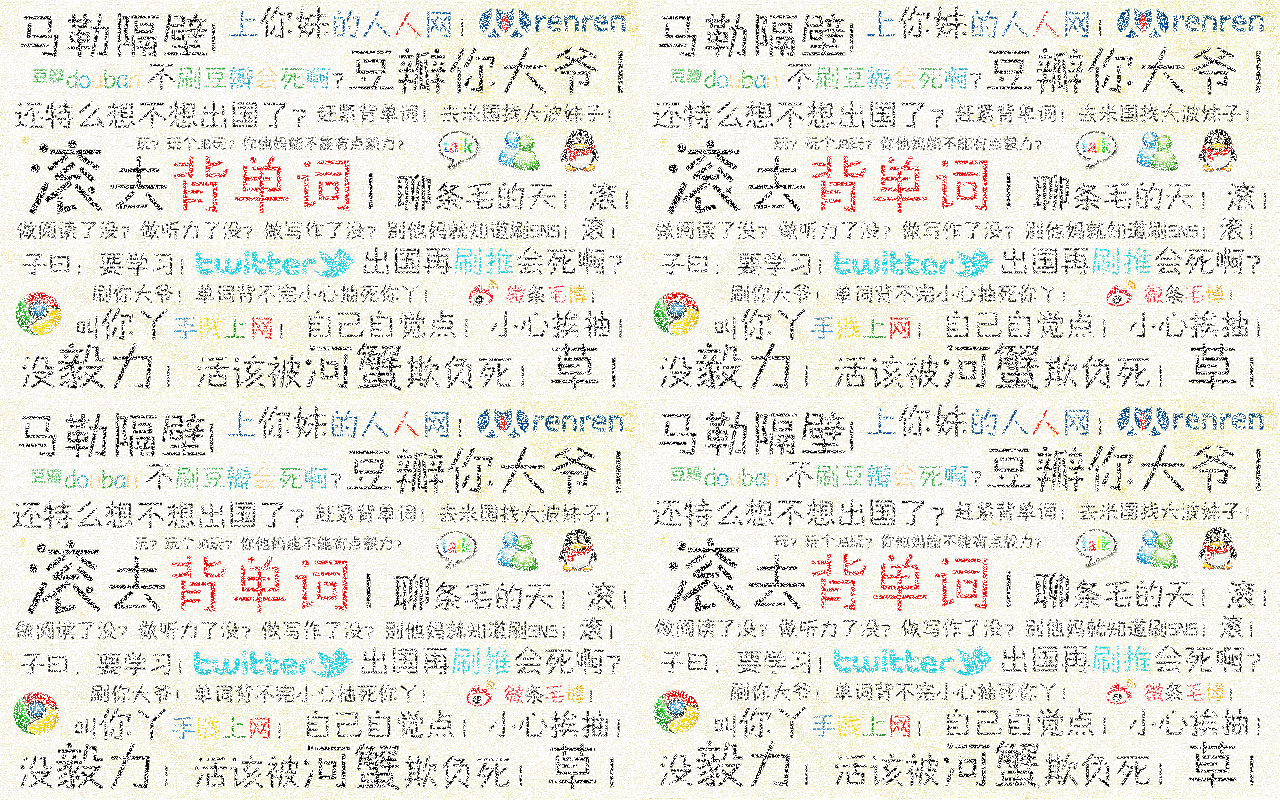 马勒隔壁! 上你妹的人人网! renren
豆瓣douban 不刷豆瓣会死啊? 豆瓣你大爷!
还特么想不想出国了? 赶紧背单词! 去米国找大波妹子!
玩? 玩个 玩? 你他妈能不能有点毅力? talk
滚去背单词! 聊条毛的天! 滚!
做阅读了没? 做听力了没? 做写作了没? 别他妈就知道刷SNS! 滚!
子曰: 要学习! twitter 出国再刷推会死啊?
刷你大爷! 单词背不完小心抽死你丫! 微条毛博!
叫你丫手贱上网! 自己自觉点! 小心挨抽!
没毅力! 活该被河蟹欺负死! 草!
马勒隔壁! 上你妹的人人网! renren
豆瓣douban 不刷豆瓣会死啊? 豆瓣你大爷!
还特么想不想出国了? 赶紧背单词! 去米国找大波妹子!
玩? 玩个 玩? 你他妈能不能有点毅力? talk
滚去背单词! 聊条毛的天! 滚!
做阅读了没? 做听力了没? 做写作了没? 别他妈就知道刷SNS! 滚!
子曰: 要学习! twitter 出国再刷推会死啊?
刷你大爷! 单词背不完小心抽死你丫! 微条毛博!
叫你丫手贱上网! 自己自觉点! 小心挨抽!
没毅力! 活该被河蟹欺负死! 草!
马勒隔壁! 上你妹的人人网! renren
豆瓣douban 不刷豆瓣会死啊? 豆瓣你大爷!
还特么想不想出国了? 赶紧背单词! 去米国找大波妹子!
玩? 玩个 玩? 你他妈能不能有点毅力? talk
滚去背单词! 聊条毛的天! 滚!
做阅读了没? 做听力了没? 做写作了没? 别他妈就知道刷SNS! 滚!
子曰: 要学习! twitter 出国再刷推会死啊?
刷你大爷! 单词背不完小心抽死你丫! 微条毛博!
叫你丫手贱上网! 自己自觉点! 小心挨抽!
没毅力! 活该被河蟹欺负死! 草!
马勒隔壁! 上你妹的人人网! renren
豆瓣douban 不刷豆瓣会死啊? 豆瓣你大爷!
还特么想不想出国了? 赶紧背单词! 去米国找大波妹子!
玩? 玩个 玩? 你他妈能不能有点毅力? talk
滚去背单词! 聊条毛的天! 滚!
做阅读了没? 做听力了没? 做写作了没? 别他妈就知道刷SNS! 滚!
子曰: 要学习! twitter 出国再刷推会死啊?
刷你大爷! 单词背不完小心抽死你丫! 微条毛博!
叫你丫手贱上网! 自己自觉点! 小心挨抽!
没毅力! 活该被河蟹欺负死! 草!